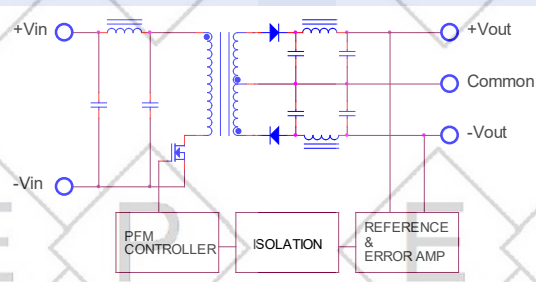 +Vin
+Vout
Common
-Vout
-Vin
PFM
CONTROLLER
ISOLATION
REFERENCE
&
ERROR AMP